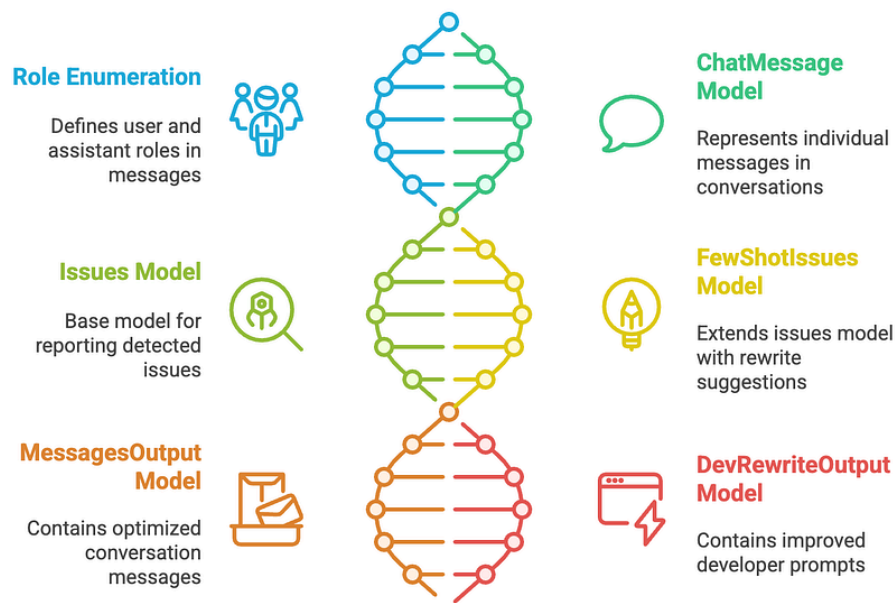 Role Enumeration
Defines user and
assistant roles in
messages
ChatMessage
Model
Represents individual
messages in
conversations
Issues Model
Base model for
reporting detected
issues
FewShotIssues
Model
Extends issues model
with rewrite
suggestions
MessagesOutput
Model
Contains optimized
conversation
messages
DevRewriteOutput
Model
Contains improved
developer prompts